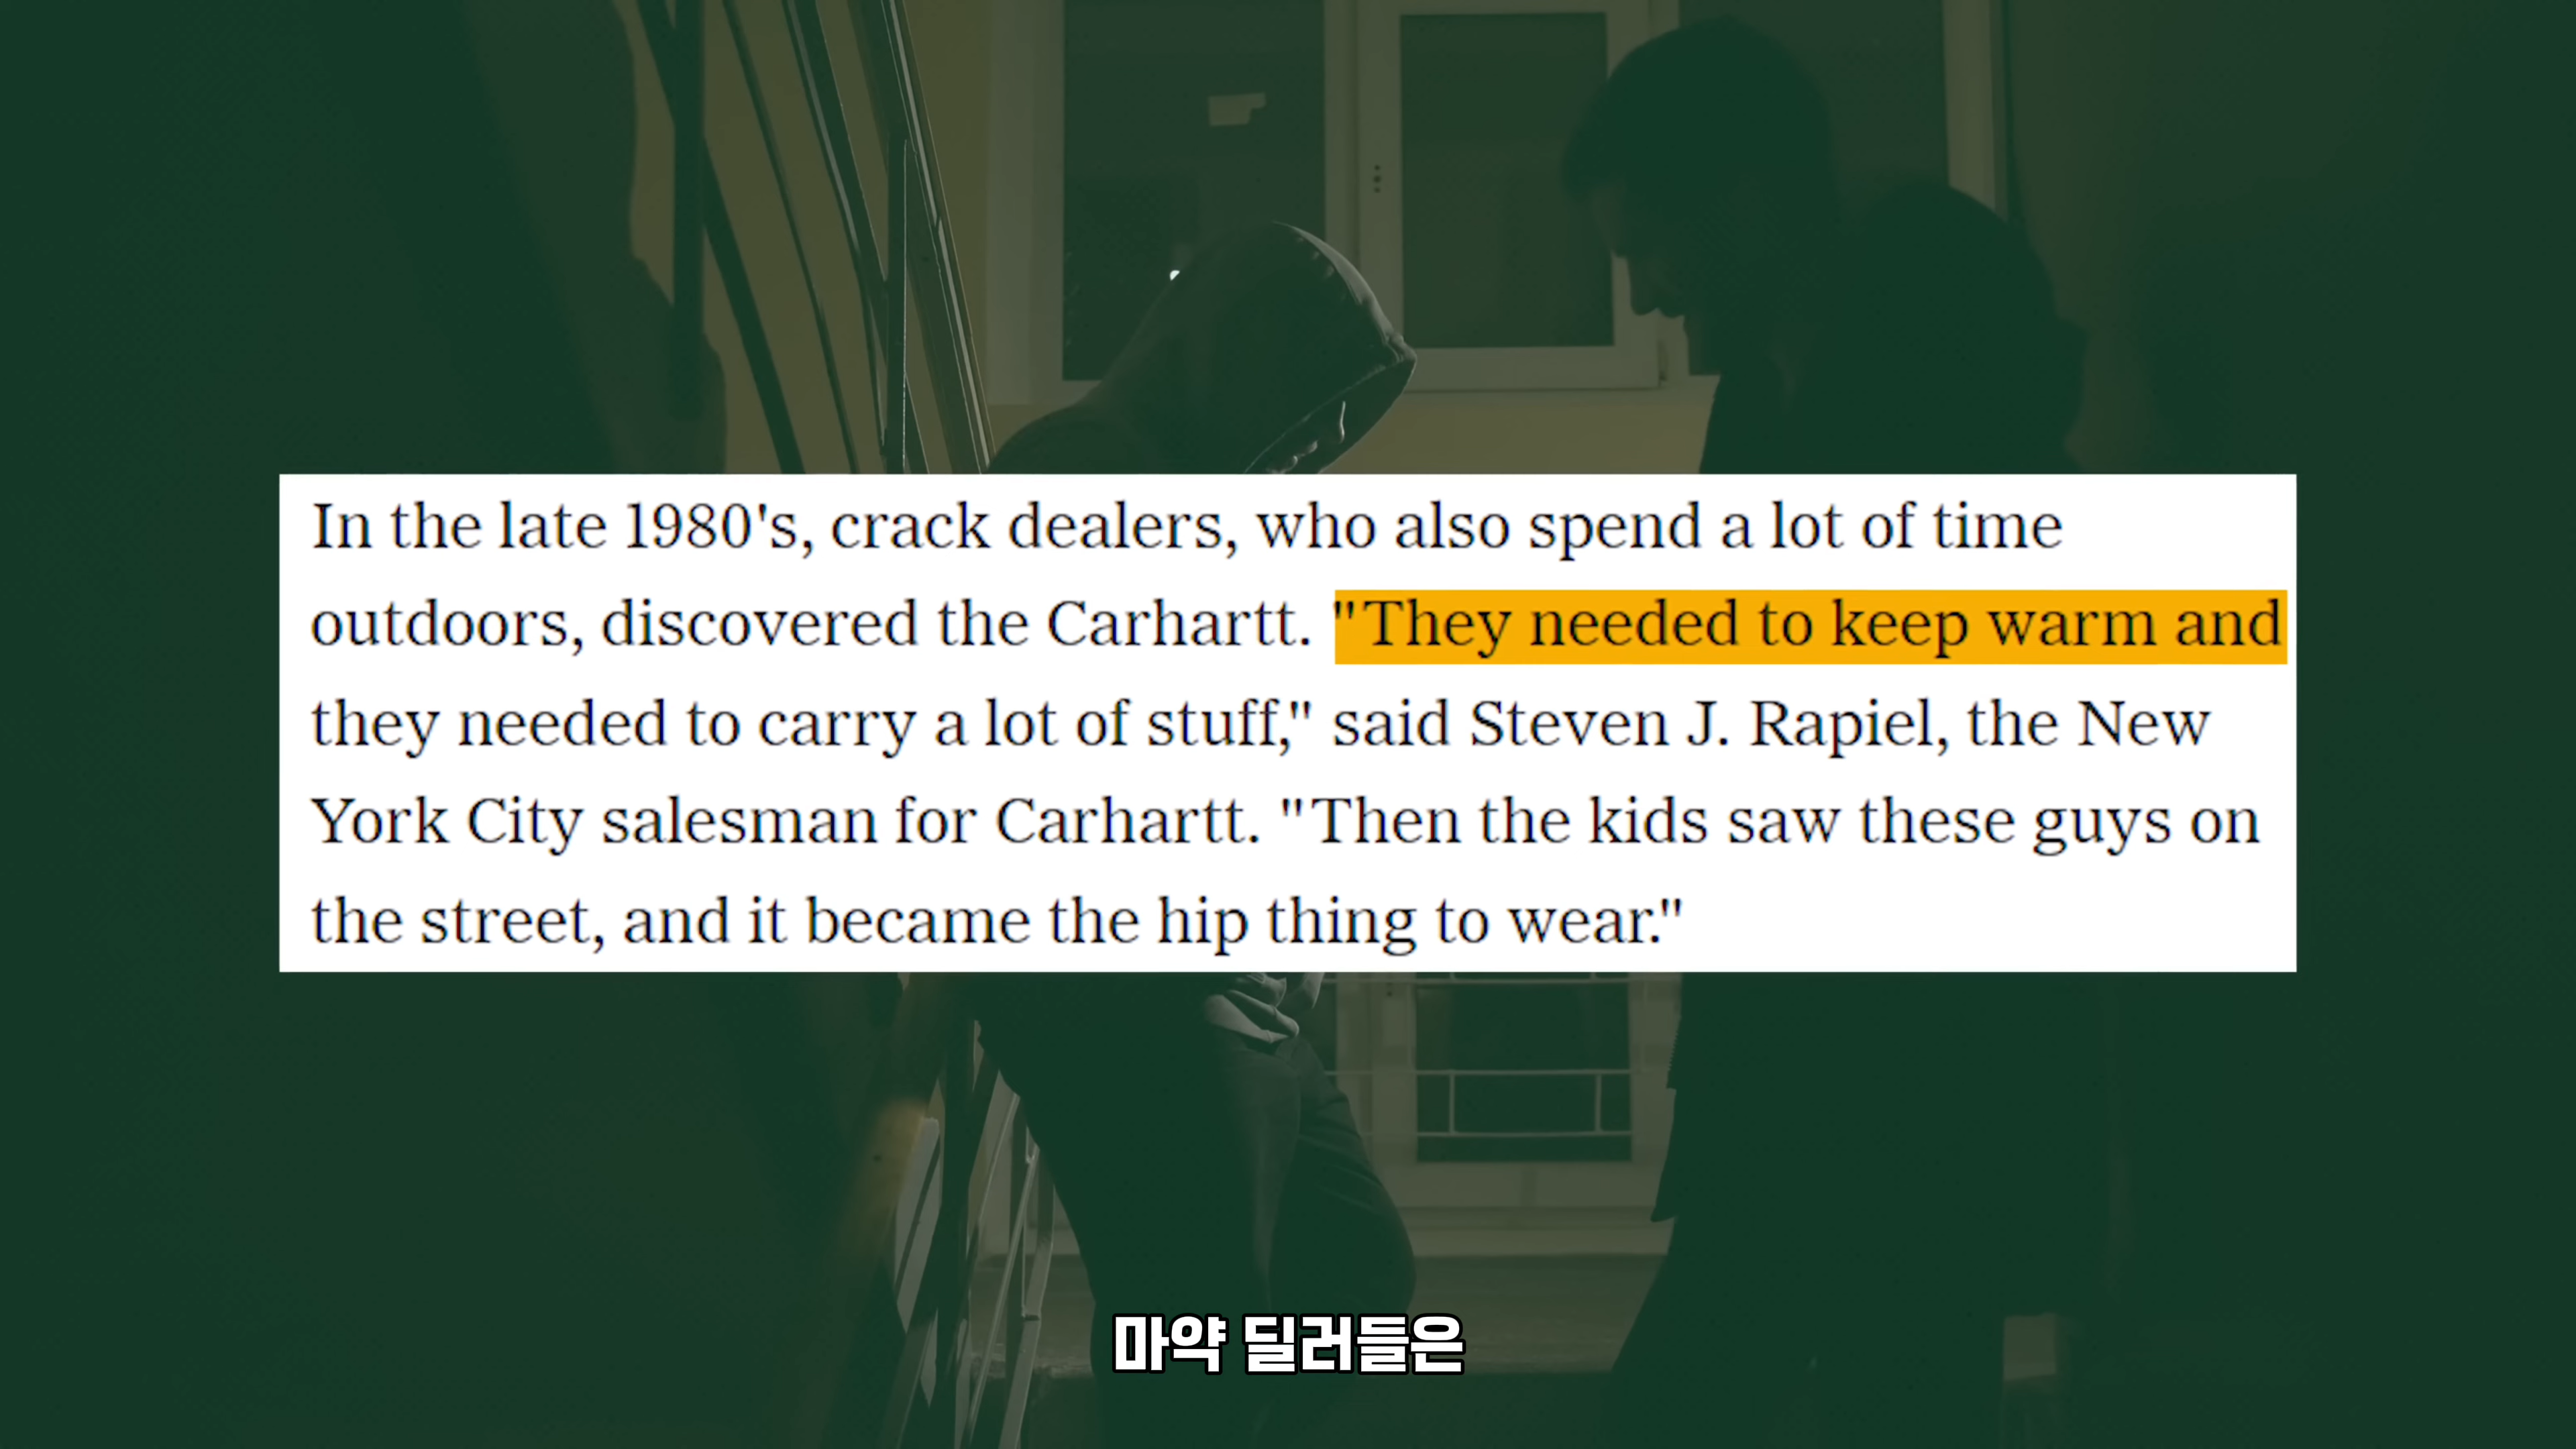 In the late 1980's, crack dealers, who also spend a lot of time
outdoors, discovered the Carhartt. "They needed to keep warm and
they needed to carry a lot of stuff," said Steven J. Rapiel, the New
York City salesman for Carhartt. "Then the kids saw these guys on
the street, and it became the hip thing to wear."
마약 딜러들은